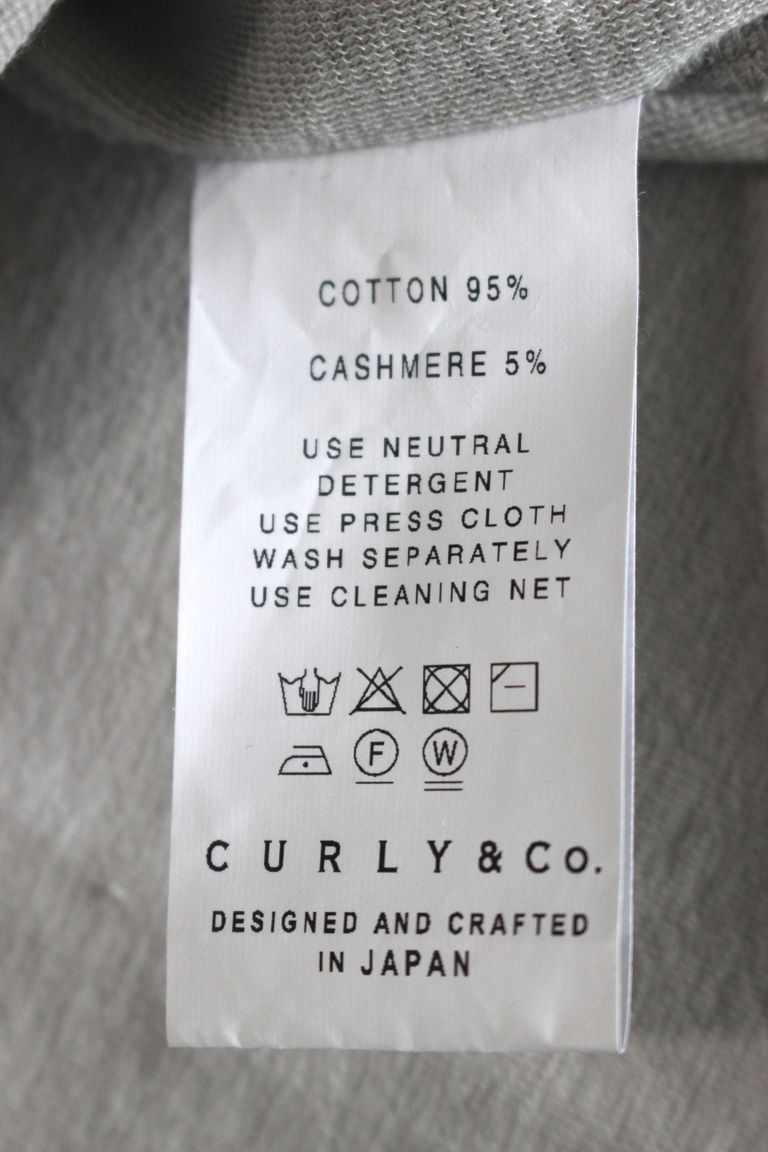 COTTON 95%
CASHMERE 5%
USE NEUTRAL
DETERGENT
USE PRESS CLOTH
WASH SEPARATELY
USE CLEANING NET
F W
CURLY & Co.
DESIGNED AND CRAFTED
IN JAPAN